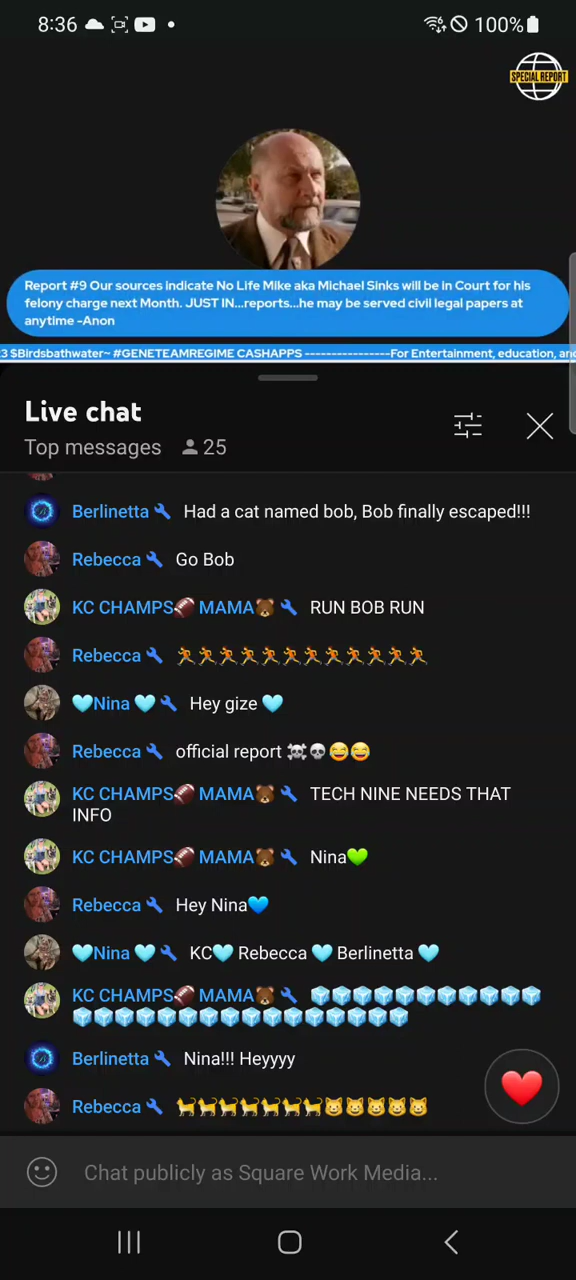 8:36
100%
SPECIAL REPORT
Report #9 Our sources indicate No Life Mike aka Michael Sinks will be in Court for his
felony charge next Month. JUST IN...reports...he may be served civil legal papers at
anytime -Anon
3 $Birdsbathwater~ #GENETEAMREGIME CASHAPPS ----------------For Entertainment, education, an
Live chat
Top messages 25
Berlinetta Had a cat named bob, Bob finally escaped!!!
Rebecca Go Bob
KC CHAMPS🏈 MAMA🐻 RUN BOB RUN
Rebecca 🏃🏃🏃🏃🏃🏃🏃🏃🏃🏃🏃🏃
🩵Nina 🩵 Hey gize 🩵
Rebecca official report ☠️💀😂😂
KC CHAMPS🏈 MAMA🐻 TECH NINE NEEDS THAT
INFO
KC CHAMPS🏈 MAMA🐻 Nina💚
Rebecca Hey Nina💙
🩵Nina 🩵 KC🩵 Rebecca 🩵 Berlinetta 🩵
KC CHAMPS🏈 MAMA🐻 🧊🧊🧊🧊🧊🧊🧊🧊🧊🧊🧊
🧊🧊🧊🧊🧊🧊🧊🧊🧊🧊🧊🧊🧊🧊🧊🧊
Berlinetta Nina!!! Heyyyy
Rebecca 🐈🐈🐈🐈🐈🐈🐈😺😺😺😺😺
Chat publicly as Square Work Media...